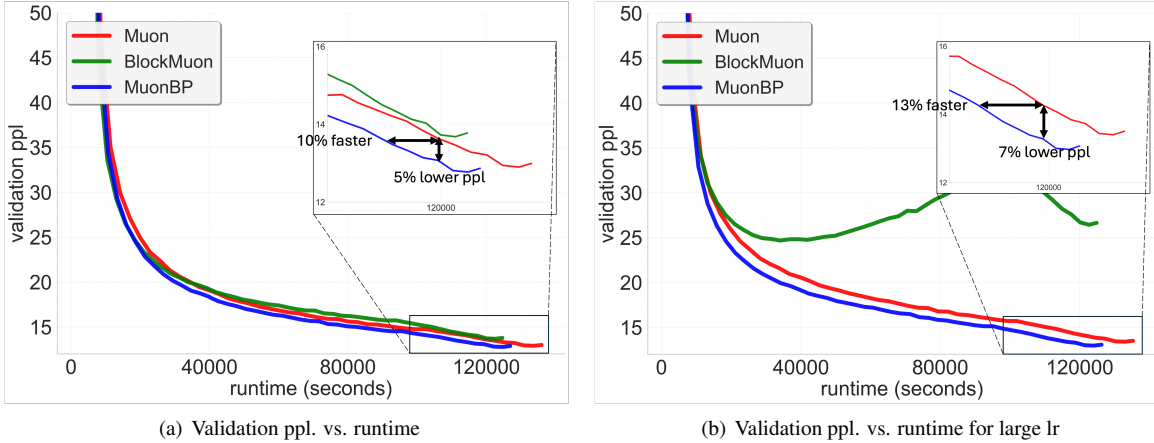 50
45
40
35
30
25
20
15
validation ppl
Muon
BlockMuon
MuonBP
16
14
12
10% faster
5% lower ppl
120000
0
40000
80000
120000
runtime (seconds)
(a) Validation ppl. vs. runtime
50
45
40
35
30
25
20
15
validation ppl
Muon
BlockMuon
MuonBP
16
14
12
13% faster
7% lower ppl
120000
0
40000
80000
120000
runtime (seconds)
(b) Validation ppl. vs. runtime for large lr